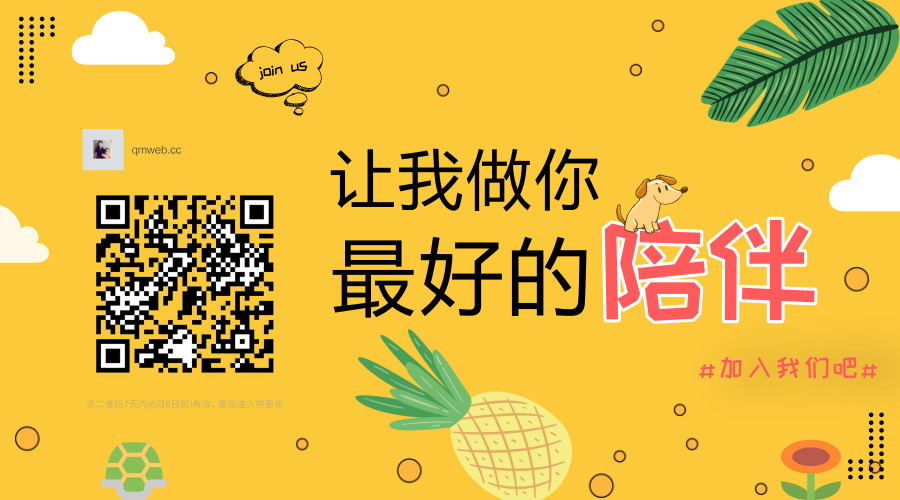 join us
qmweb.cc
让我做你
最好的陪伴
#加入我们吧#
该二维码7天内(6月6日前)有效，重新进入将更新